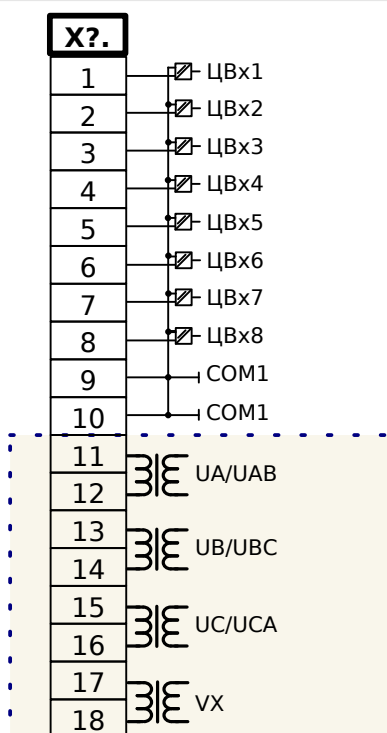 X?.
1 ЦВх1
2 ЦВх2
3 ЦВх3
4 ЦВх4
5 ЦВх5
6 ЦВх6
7 ЦВх7
8 ЦВх8
9 COM1
10 COM1
11
UA/UAB
12
13
UB/UBC
14
15
UC/UCA
16
17
VX
18